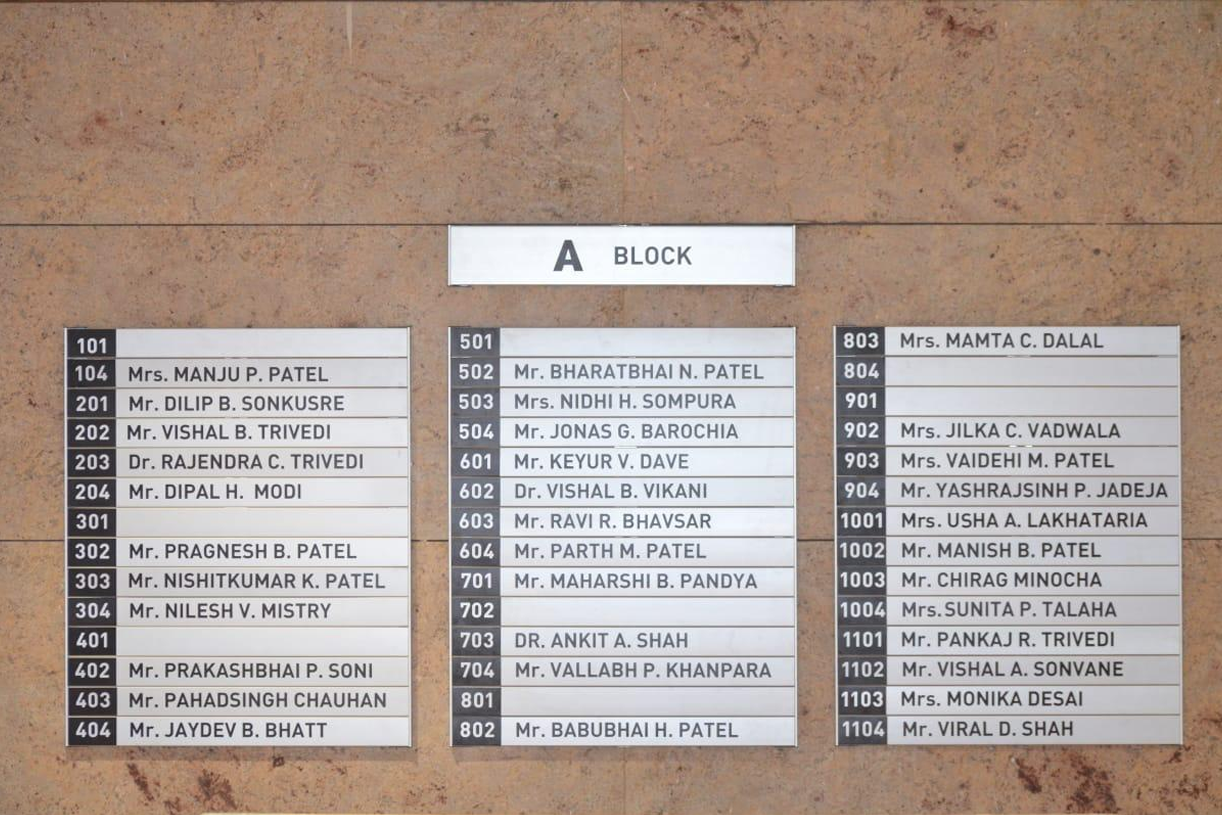 A BLOCK
101
104 Mrs. MANJU P. PATEL
201 Mr. DILIP B. SONKUSRE
202 Mr. VISHAL B. TRIVEDI
203 Dr. RAJENDRA C. TRIVEDI
204 Mr. DIPAL H. MODI
301
302 Mr. PRAGNESH B. PATEL
303 Mr. NISHITKUMAR K. PATEL
304 Mr. NILESH V. MISTRY
401
402 Mr. PRAKASHBHAI P. SONI
403 Mr. PAHADSINGH CHAUHAN
404 Mr. JAYDEV B. BHATT
501
502 Mr. BHARATBHAI N. PATEL
503 Mrs. NIDHI H. SOMPURA
504 Mr. JONAS G. BAROCHIA
601 Mr. KEYUR V. DAVE
602 Dr. VISHAL B. VIKANI
603 Mr. RAVI R. BHAVSAR
604 Mr. PARTH M. PATEL
701 Mr. MAHARSHI B. PANDYA
702
703 DR. ANKIT A. SHAH
704 Mr. VALLABH P. KHANPARA
801
802 Mr. BABUBHAI H. PATEL
803 Mrs. MAMTA C. DALAL
804
901
902 Mrs. JILKA C. VADWALA
903 Mrs. VAIDEHI M. PATEL
904 Mr. YASHRAJSINH P. JADEJA
1001 Mrs. USHA A. LAKHATARIA
1002 Mr. MANISH B. PATEL
1003 Mr. CHIRAG MINOCHA
1004 Mrs. SUNITA P. TALAHA
1101 Mr. PANKAJ R. TRIVEDI
1102 Mr. VISHAL A. SONVANE
1103 Mrs. MONIKA DESAI
1104 Mr. VIRAL D. SHAH